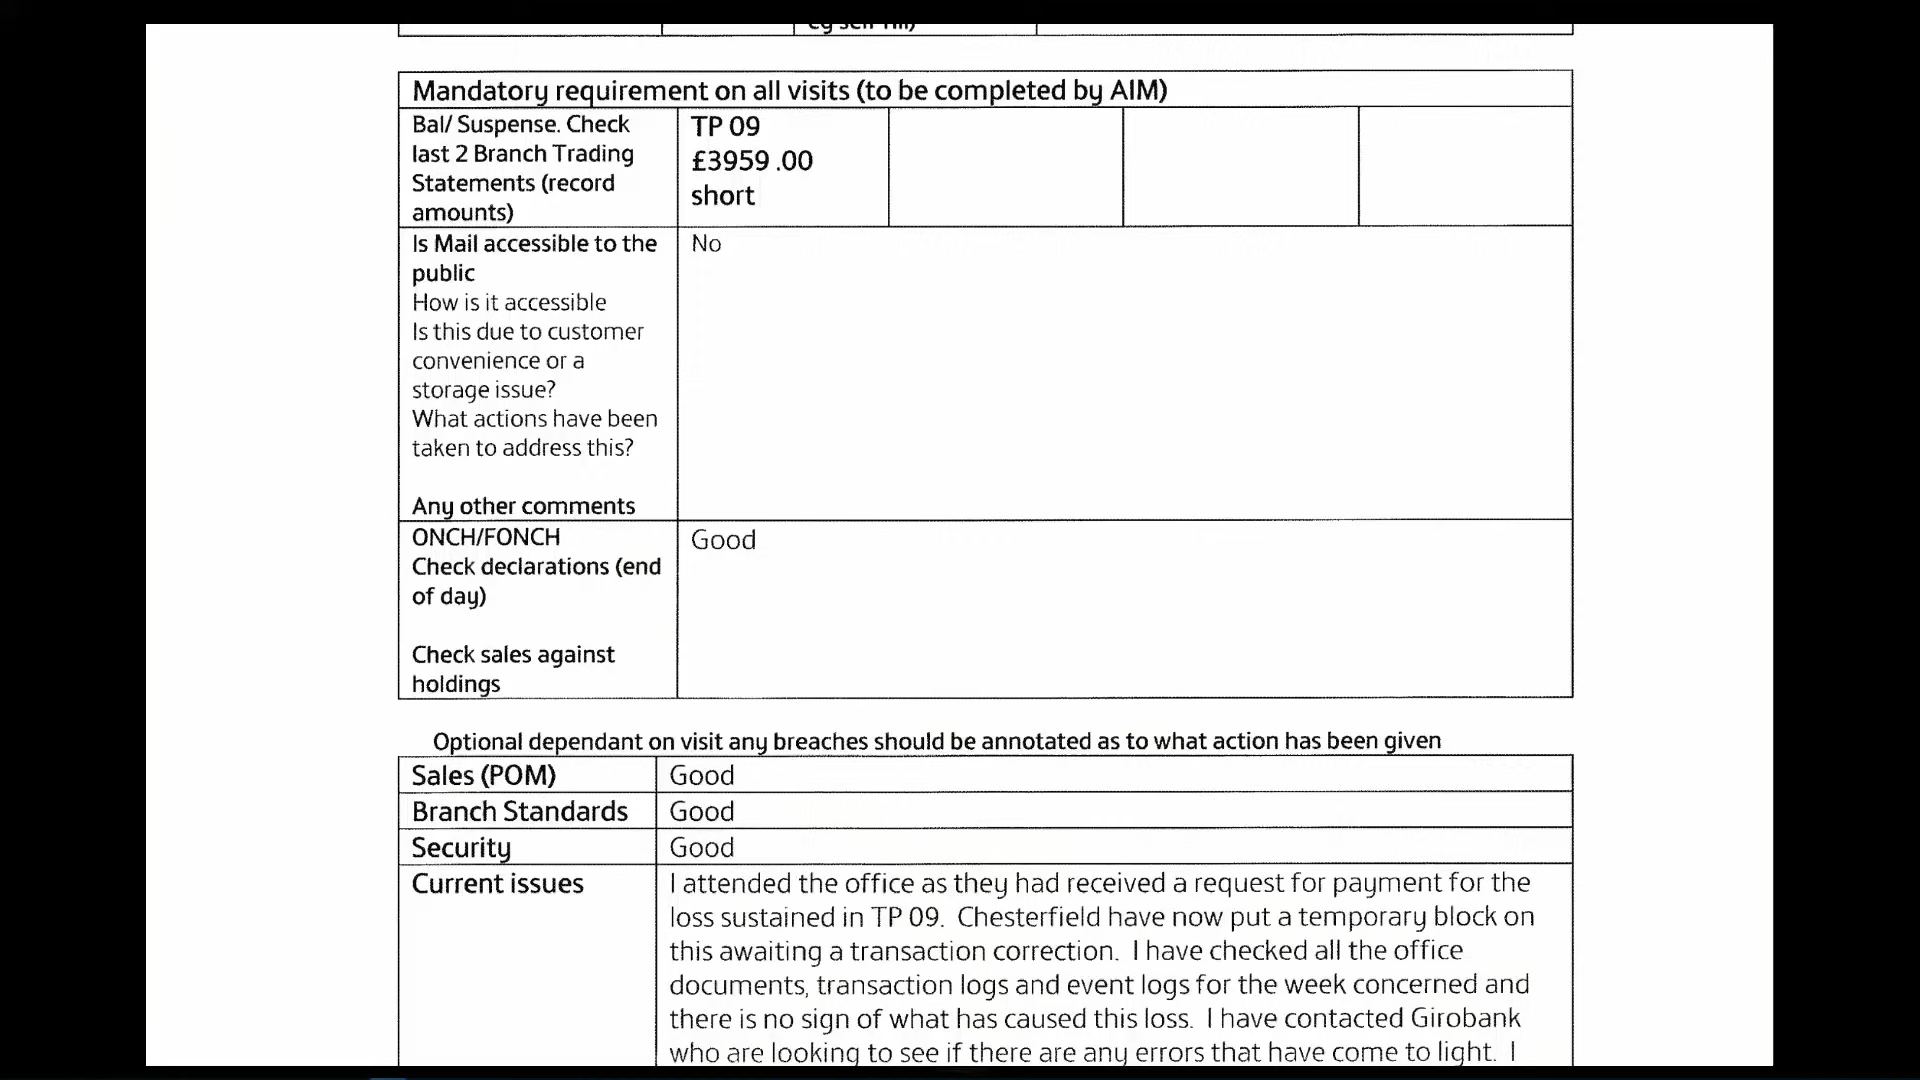 eg self fill)
Mandatory requirement on all visits (to be completed by AIM)
Bal/ Suspense. Check
last 2 Branch Trading
Statements (record
amounts)
TP 09
£3959 .00
short
Is Mail accessible to the
public
How is it accessible
Is this due to customer
convenience or a
storage issue?
What actions have been
taken to address this?
Any other comments
No
ONCH/FONCH
Check declarations (end
of day)
Check sales against
holdings
Good
Optional dependant on visit any breaches should be annotated as to what action has been given
Sales (POM)
Good
Branch Standards
Good
Security
Good
Current issues
I attended the office as they had received a request for payment for the
loss sustained in TP 09. Chesterfield have now put a temporary block on
this awaiting a transaction correction. I have checked all the office
documents, transaction logs and event logs for the week concerned and
there is no sign of what has caused this loss. I have contacted Girobank
who are looking to see if there are any errors that have come to light. I